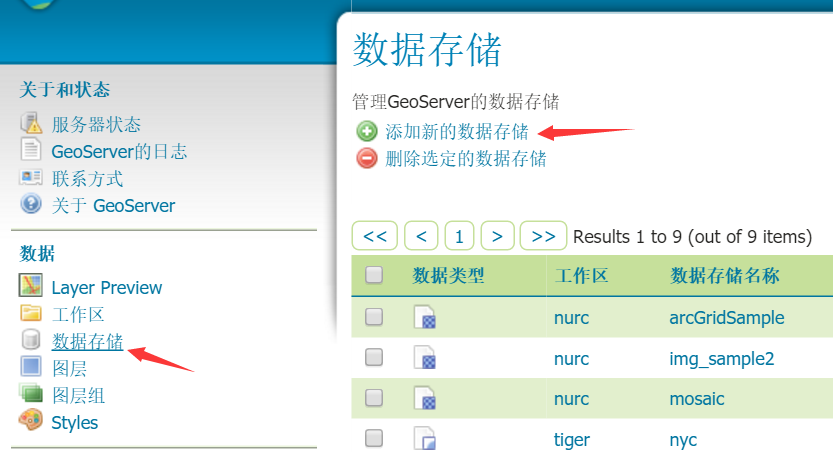 关于和状态
服务器状态
GeoServer的日志
联系方式
关于 GeoServer
数据
Layer Preview
工作区
数据存储
图层
图层组
Styles
数据存储
管理GeoServer的数据存储
添加新的数据存储
删除选定的数据存储
<< < 1 > >> Results 1 to 9 (out of 9 items)
数据类型 工作区 数据存储名称
nurc arcGridSample
nurc img_sample2
nurc mosaic
tiger nyc